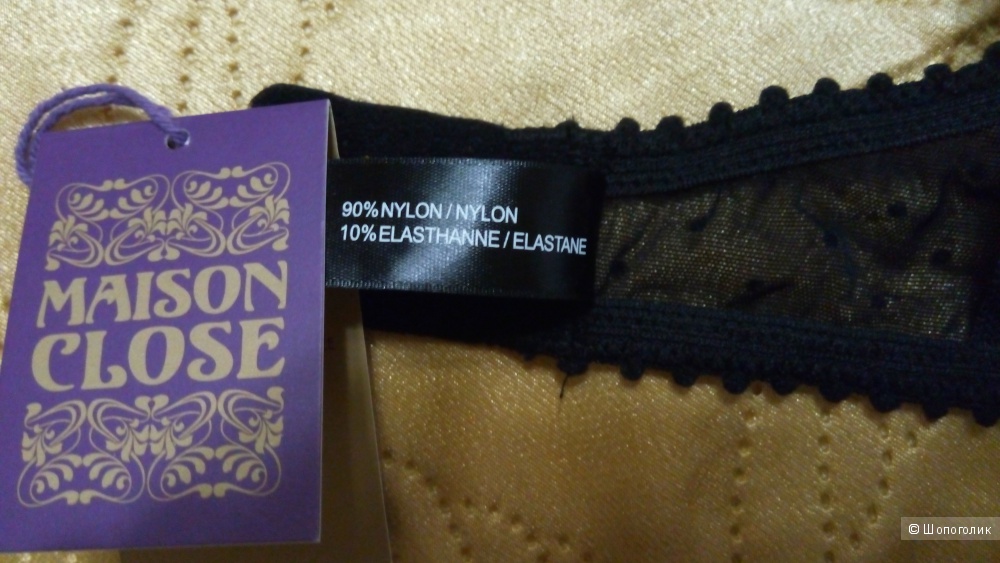 MAISON
CLOSE
90% NYLON / NYLON
10% ELASTHANNE / ELASTANE
© Шопоголик